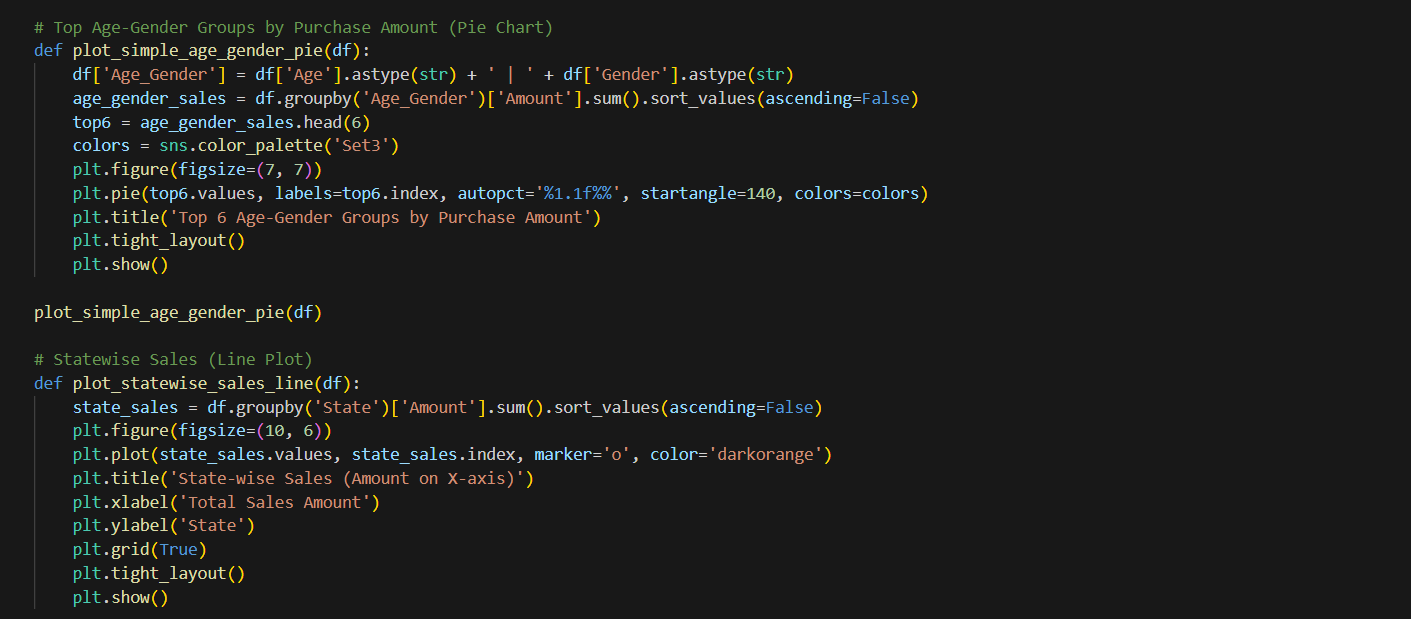 # Top Age-Gender Groups by Purchase Amount (Pie Chart)
def plot_simple_age_gender_pie(df):
    df['Age_Gender'] = df['Age'].astype(str) + ' | ' + df['Gender'].astype(str)
    age_gender_sales = df.groupby('Age_Gender')['Amount'].sum().sort_values(ascending=False)
    top6 = age_gender_sales.head(6)
    colors = sns.color_palette('Set3')
    plt.figure(figsize=(7, 7))
    plt.pie(top6.values, labels=top6.index, autopct='%1.1f%%', startangle=140, colors=colors)
    plt.title('Top 6 Age-Gender Groups by Purchase Amount')
    plt.tight_layout()
    plt.show()

plot_simple_age_gender_pie(df)

# Statewise Sales (Line Plot)
def plot_statewise_sales_line(df):
    state_sales = df.groupby('State')['Amount'].sum().sort_values(ascending=False)
    plt.figure(figsize=(10, 6))
    plt.plot(state_sales.values, state_sales.index, marker='o', color='darkorange')
    plt.title('State-wise Sales (Amount on X-axis)')
    plt.xlabel('Total Sales Amount')
    plt.ylabel('State')
    plt.grid(True)
    plt.tight_layout()
    plt.show()